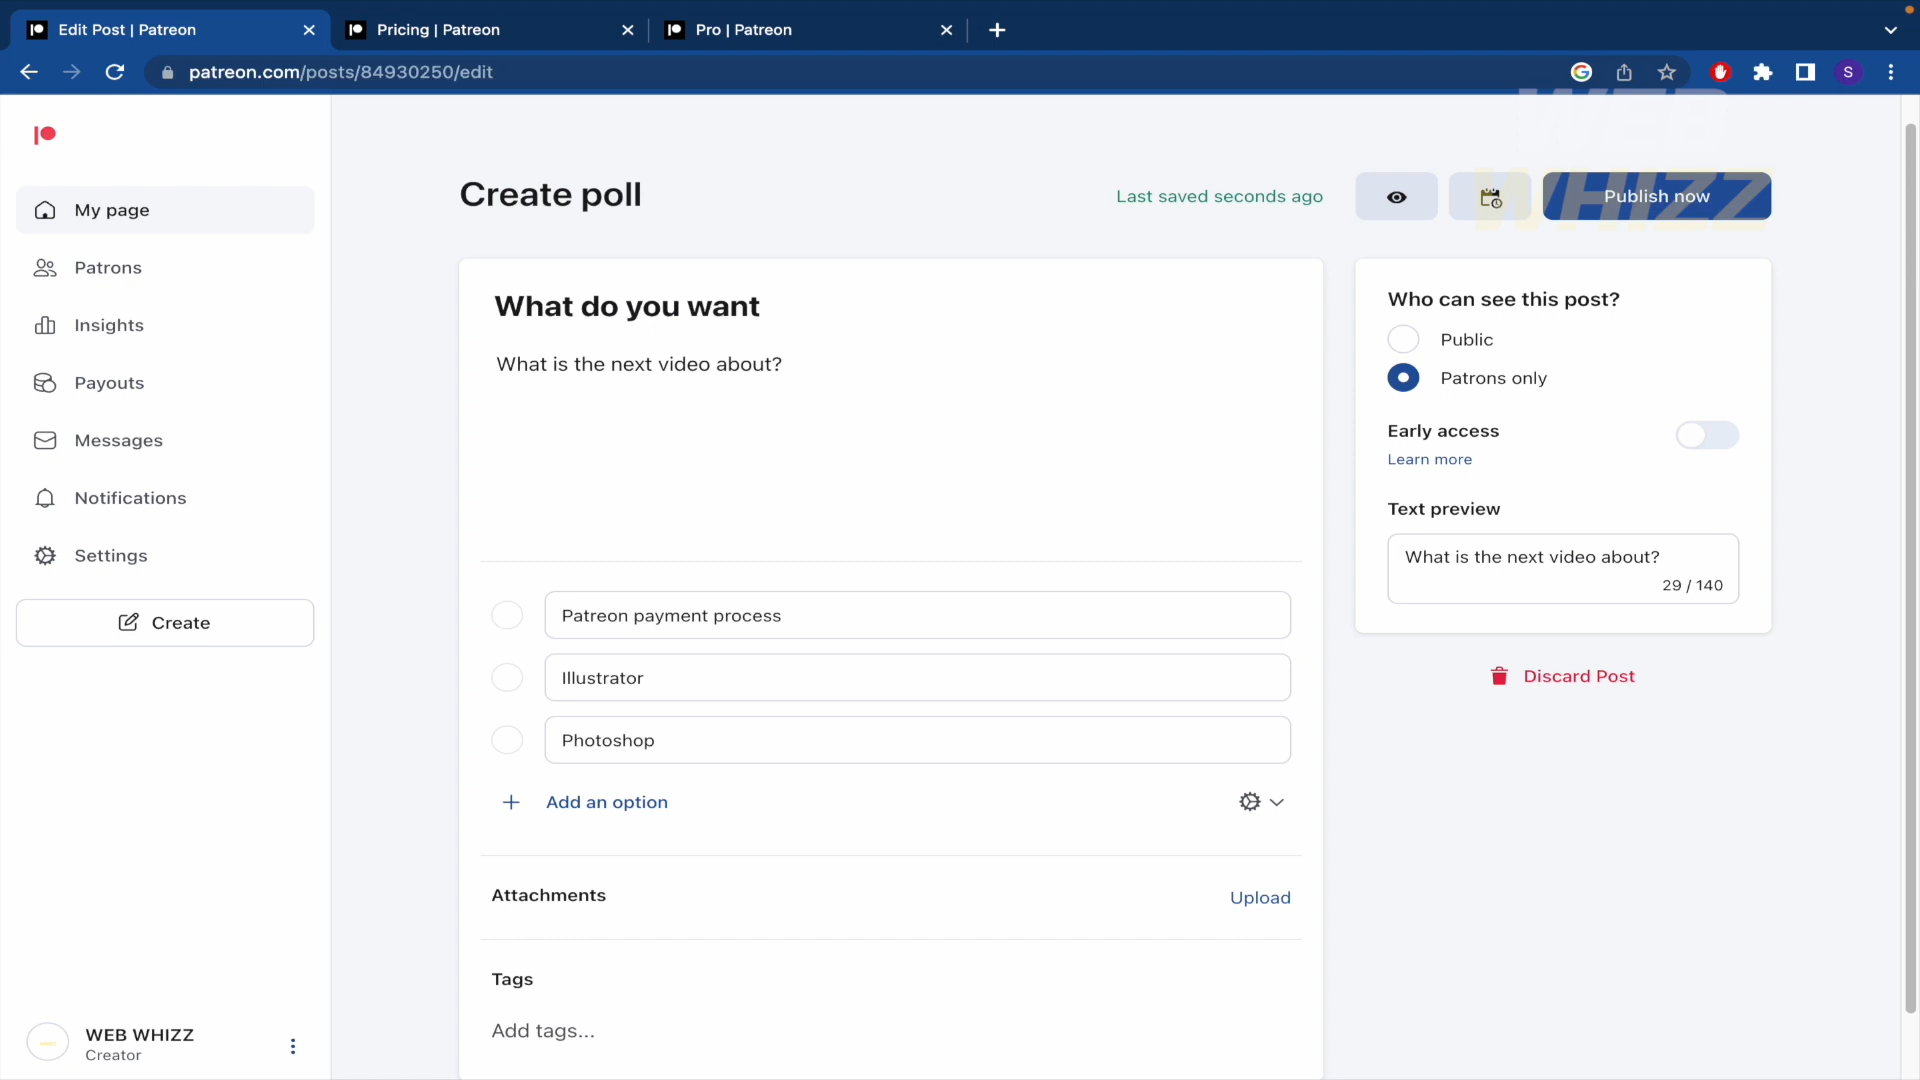 Edit Post | Patreon
Pricing | Patreon
Pro | Patreon
patreon.com/posts/84930250/edit
S
WEB
WHIZZ
My page
Patrons
Insights
Payouts
Messages
Notifications
Settings
Create
WEB WHIZZ
Creator
Create poll
Last saved seconds ago
Publish now
What do you want
What is the next video about?
Patreon payment process
Illustrator
Photoshop
Add an option
Attachments
Upload
Tags
Add tags...
Who can see this post?
Public
Patrons only
Early access
Learn more
Text preview
What is the next video about?
29 / 140
Discard Post